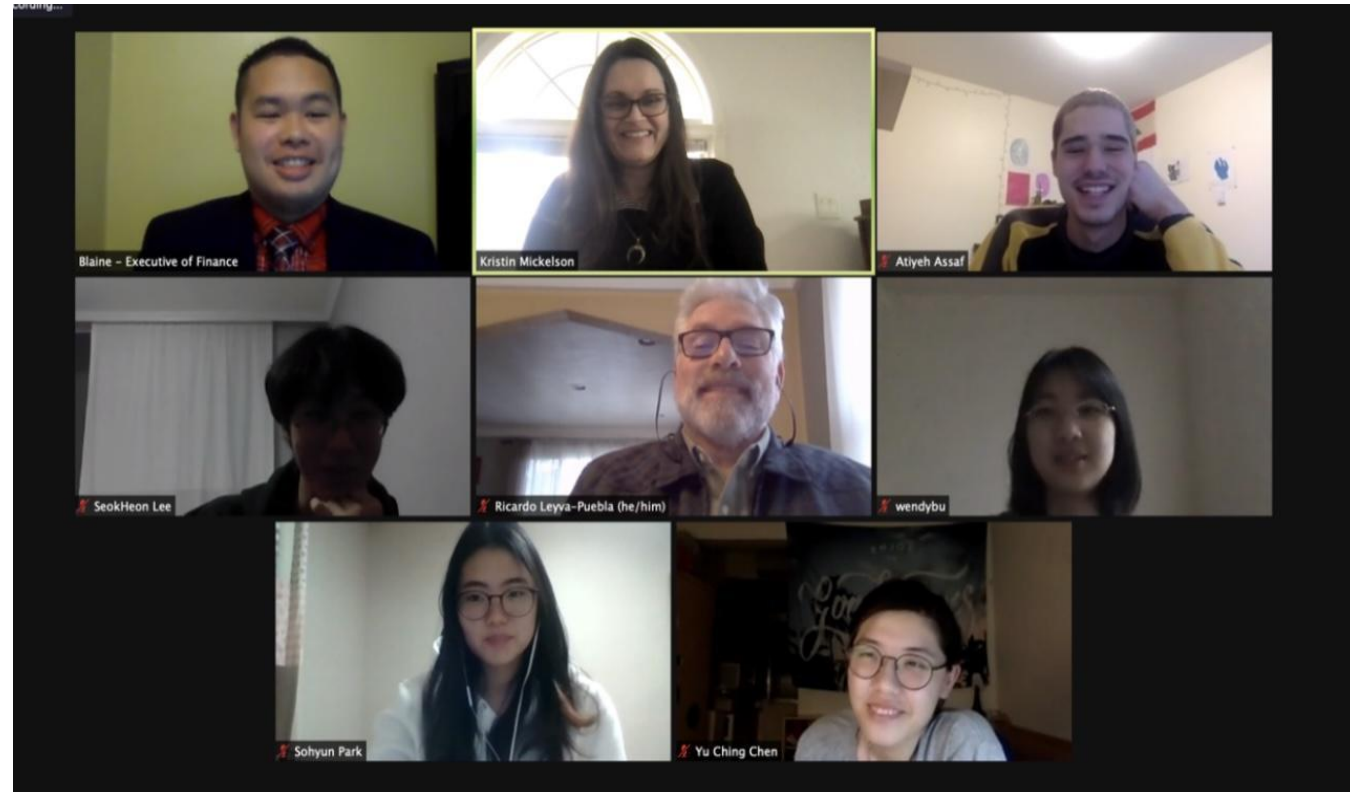 cording...
Blaine - Executive of Finance
Kristin Mickelson
Atiyeh Assaf
SeokHeon Lee
Ricardo Leyva-Puebla (he/him)
wendybu
Sohyun Park
Yu Ching Chen